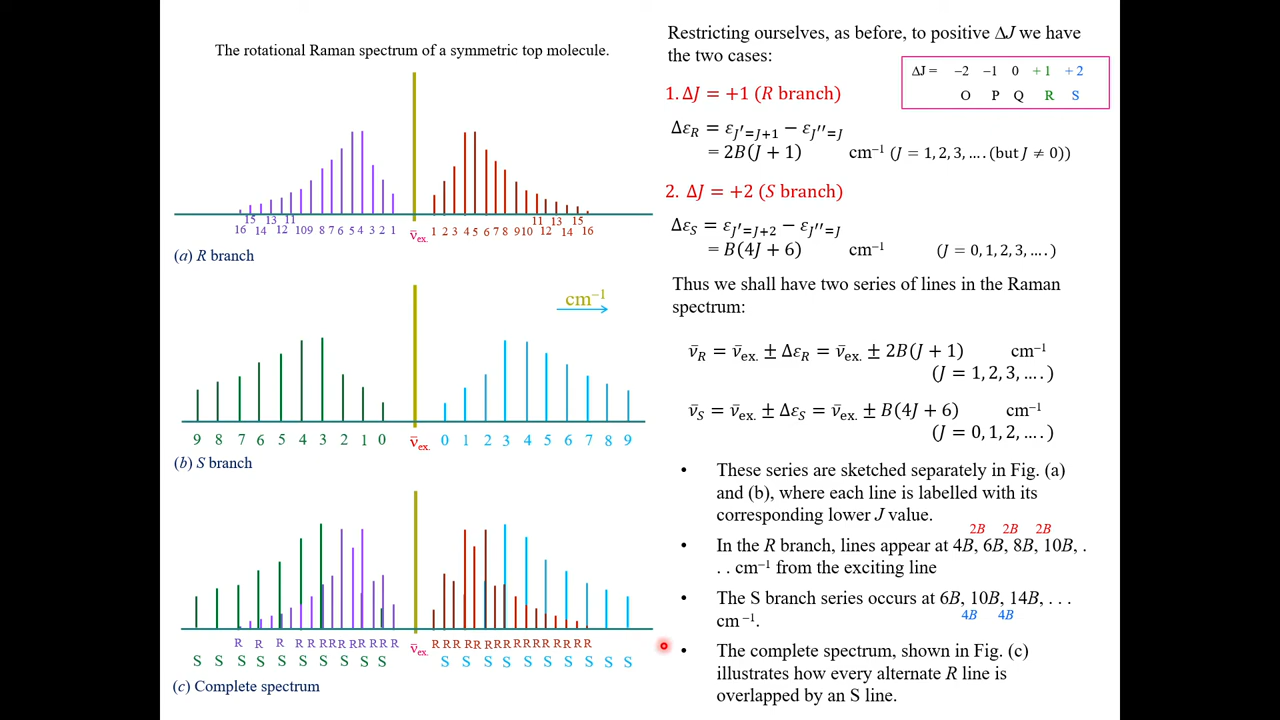 The rotational Raman spectrum of a symmetric top molecule.
16 15 14 13 12 11 10 9 8 7 6 5 4 3 2 1 ν̄ex. 1 2 3 4 5 6 7 8 9 10 11 12 13 14 15 16
(a) R branch
cm⁻¹
9 8 7 6 5 4 3 2 1 0 ν̄ex. 0 1 2 3 4 5 6 7 8 9
(b) S branch
R R R R R R R R R R R R R ν̄ex. R R R R R R R R R R R R R R R R
S S S S S S S S S S S S S S S S S S S S
(c) Complete spectrum
Restricting ourselves, as before, to positive ΔJ we have
the two cases:
ΔJ = −2 −1 0 +1 +2
O P Q R S
1. ΔJ = +1 (R branch)
Δε_R = ε_J′=J+1 − ε_J′′=J
= 2B(J + 1) cm⁻¹ (J = 1, 2, 3, .... (but J ≠ 0))
2. ΔJ = +2 (S branch)
Δε_S = ε_J′=J+2 − ε_J′′=J
= B(4J + 6) cm⁻¹ (J = 0, 1, 2, 3, ....)
Thus we shall have two series of lines in the Raman
spectrum:
ν̄_R = ν̄ex. ± Δε_R = ν̄ex. ± 2B(J + 1) cm⁻¹
(J = 1, 2, 3, ....)
ν̄_S = ν̄ex. ± Δε_S = ν̄ex. ± B(4J + 6) cm⁻¹
(J = 0, 1, 2, ....)
• These series are sketched separately in Fig. (a)
and (b), where each line is labelled with its
corresponding lower J value.
2B 2B 2B
• In the R branch, lines appear at 4B, 6B, 8B, 10B, .
. . cm⁻¹ from the exciting line
• The S branch series occurs at 6B, 10B, 14B, . . .
4B 4B
cm⁻¹.
• The complete spectrum, shown in Fig. (c)
illustrates how every alternate R line is
overlapped by an S line.